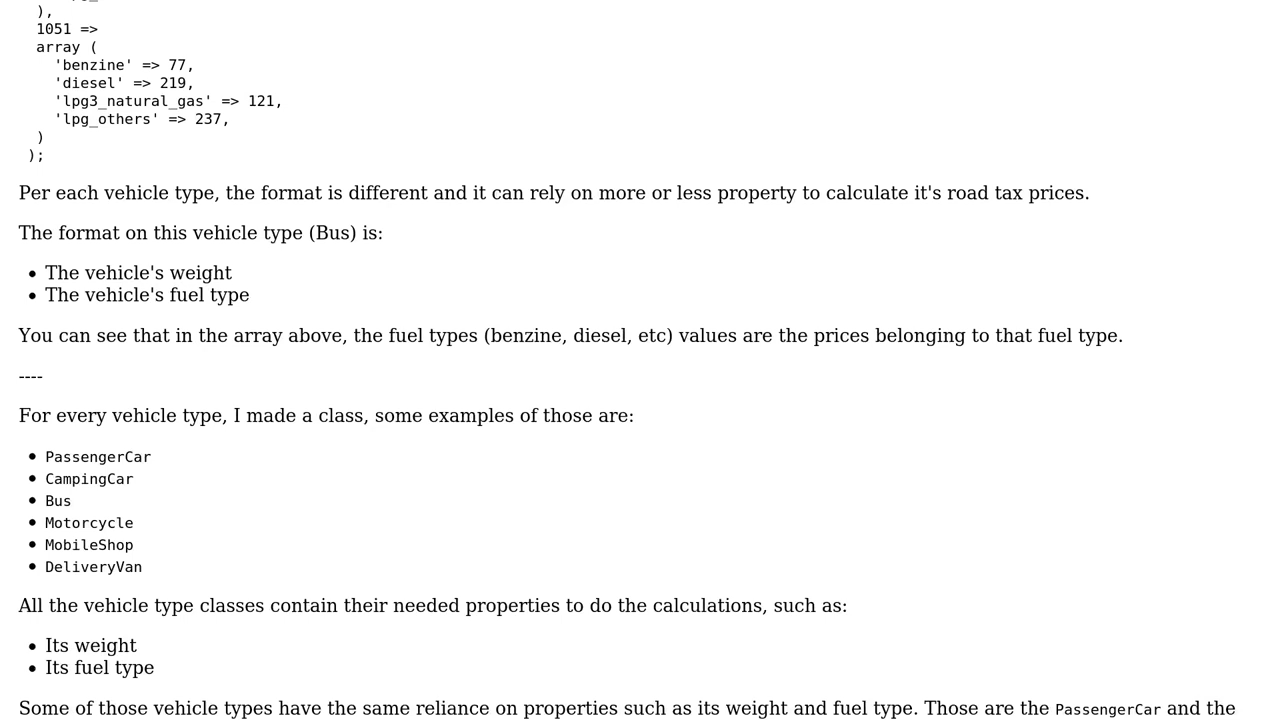 ),
1051 =>
array (
'benzine' => 77,
'diesel' => 219,
'lpg3_natural_gas' => 121,
'lpg_others' => 237,
)
);
Per each vehicle type, the format is different and it can rely on more or less property to calculate it's road tax prices.
The format on this vehicle type (Bus) is:
• The vehicle's weight
• The vehicle's fuel type
You can see that in the array above, the fuel types (benzine, diesel, etc) values are the prices belonging to that fuel type.
----
For every vehicle type, I made a class, some examples of those are:
• PassengerCar
• CampingCar
• Bus
• Motorcycle
• MobileShop
• DeliveryVan
All the vehicle type classes contain their needed properties to do the calculations, such as:
• Its weight
• Its fuel type
Some of those vehicle types have the same reliance on properties such as its weight and fuel type. Those are the PassengerCar and the